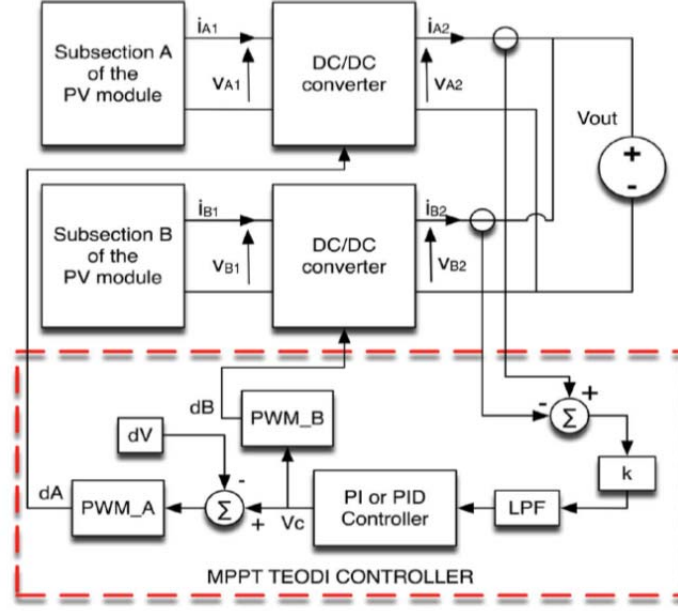 Subsection A
of the
PV module
iA1
vA1
DC/DC
converter
iA2
vA2
Vout
+
-
Subsection B
of the
PV module
iB1
vB1
DC/DC
converter
iB2
vB2
dB
PWM_B
-
+
Σ
dV
k
dA
PWM_A
-
Σ
+
Vc
PI or PID
Controller
LPF
MPPT TEODI CONTROLLER